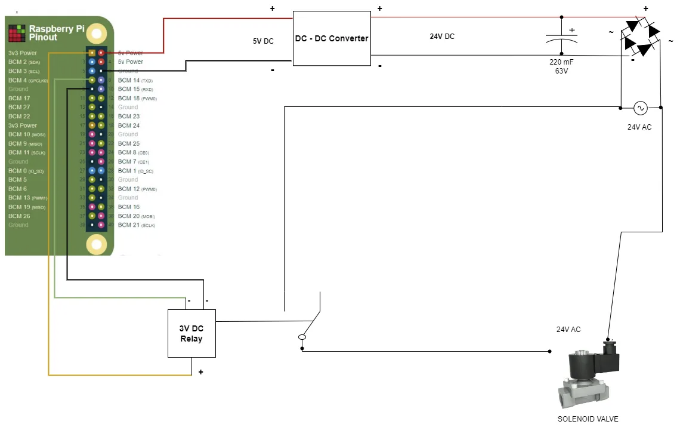 Raspberry Pi
Pinout
3v3 Power
5v Power
BCM 2 (SDA)
5v Power
BCM 3 (SCL)
Ground
BCM 4 (GPCLK0)
BCM 14 (TXD)
Ground
BCM 15 (RXD)
BCM 17
BCM 18 (PWM0)
BCM 27
Ground
BCM 22
BCM 23
3v3 Power
BCM 24
BCM 10 (MOSI)
Ground
BCM 9 (MISO)
BCM 25
BCM 11 (SCLK)
BCM 8 (CE0)
Ground
BCM 7 (CE1)
BCM 0 (ID_SD)
BCM 1 (ID_SC)
BCM 5
Ground
BCM 6
BCM 12 (PWM0)
BCM 13 (PWM1)
Ground
BCM 19 (MISO)
BCM 16
BCM 26
BCM 20 (MOSI)
Ground
BCM 21 (SCLK)
+
5V DC
-
DC - DC Converter
+
24V DC
-
+
+
220 mF
63V
~
~
-
24V AC
- -
3V DC
Relay
+
24V AC
SOLENOID VALVE